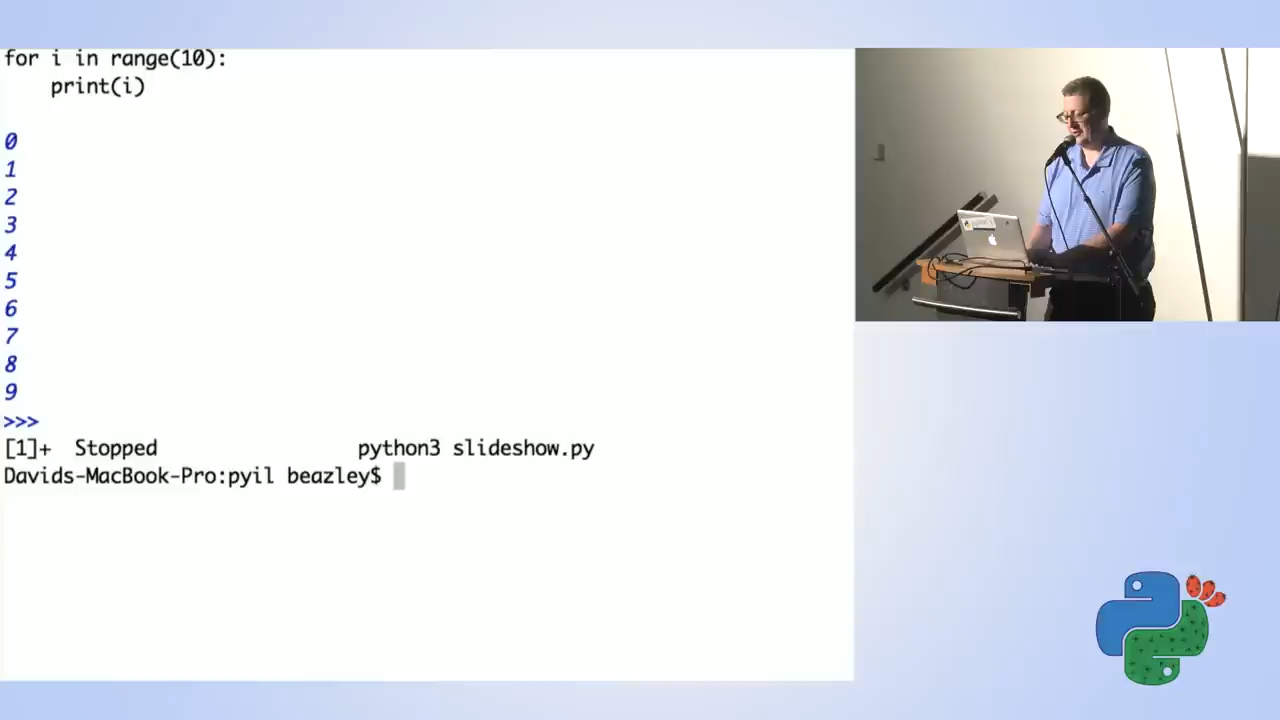 for i in range(10):
    print(i)
0
1
2
3
4
5
6
7
8
9
>>>
[1]+  Stopped                 python3 slideshow.py
Davids-MacBook-Pro:pyil beazley$